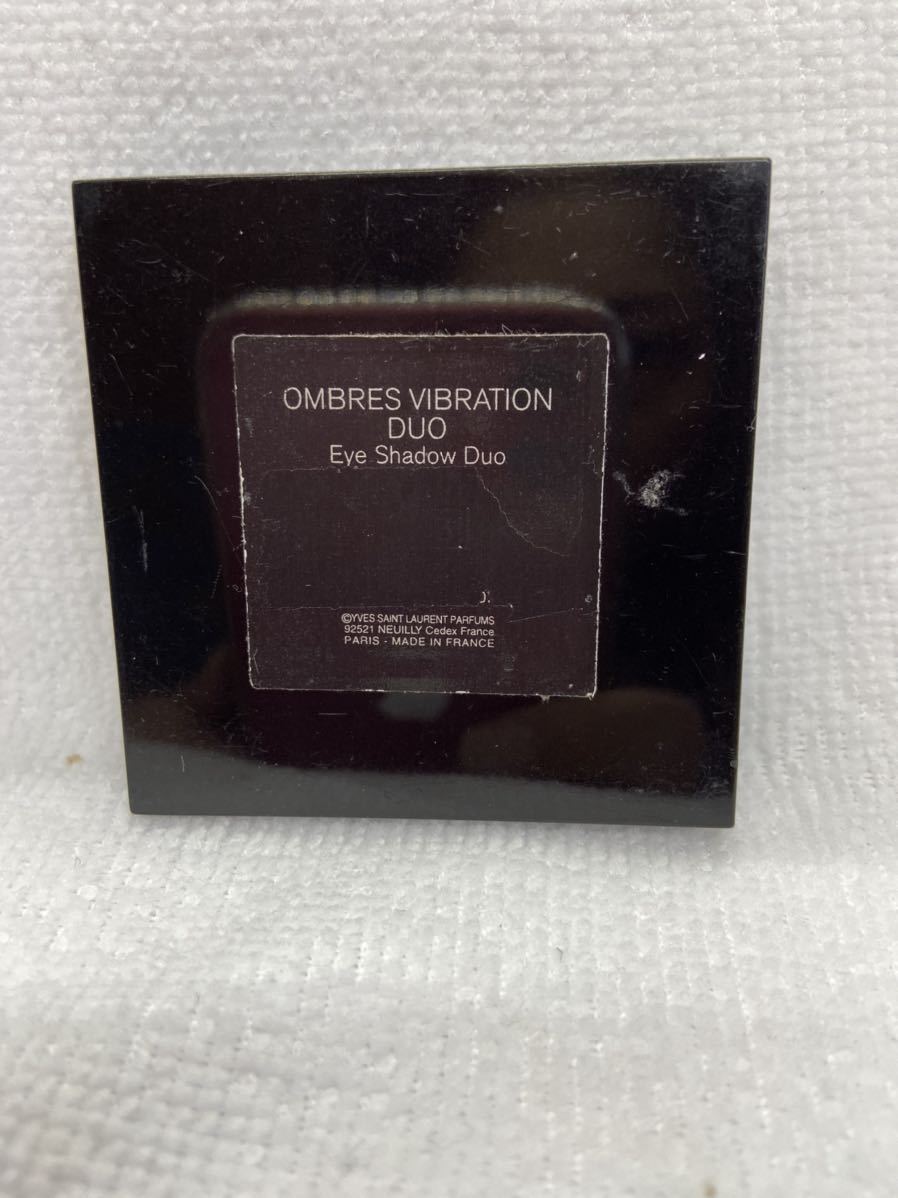 OMBRES VIBRATION
DUO
Eye Shadow Duo
©YVES SAINT LAURENT PARFUMS
92521 NEUILLY Cedex France
PARIS - MADE IN FRANCE